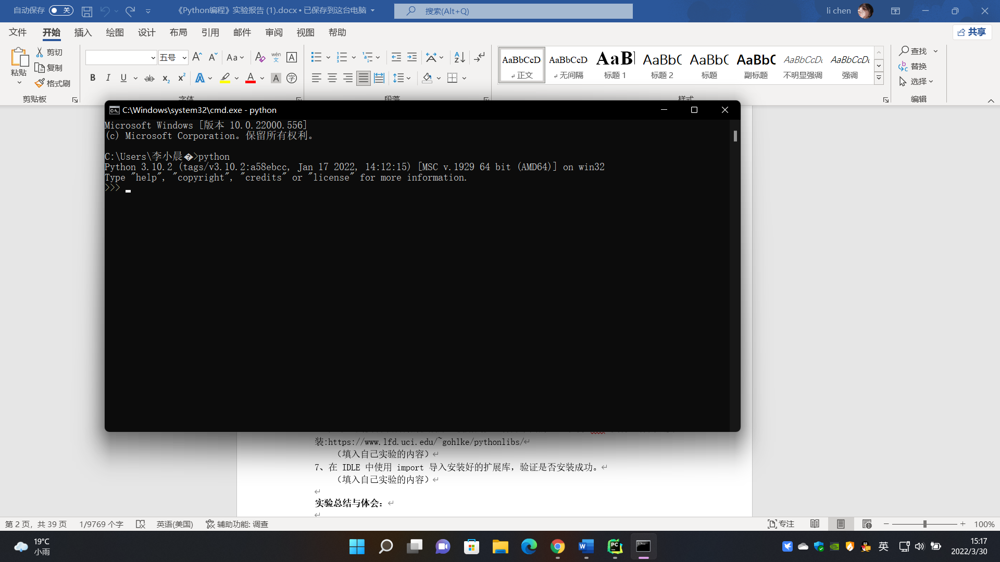 自动保存 关 《Python编程》实验报告 (1).docx • 已保存到这台电脑 搜索(Alt+Q) li chen
文件 开始 插入 绘图 设计 布局 引用 邮件 审阅 视图 帮助 共享
粘贴 剪切 复制 格式刷 剪贴板
五号 Aa wén 文 A
B I U ab x₂ x² A A A 字
AaBbCcD AaBbCcD AaBl AaBbC AaBbC AaBbC AaBbCcD AaBbCcD
正文 无间隔 标题 1 标题 2 标题 副标题 不明显强调 强调
查找 替换 选择 编辑
C:\Windows\system32\cmd.exe - python
Microsoft Windows [版本 10.0.22000.556]
(c) Microsoft Corporation。保留所有权利。
C:\Users\李小晨�>python
Python 3.10.2 (tags/v3.10.2:a58ebcc, Jan 17 2022, 14:12:15) [MSC v.1929 64 bit (AMD64)] on win32
Type "help", "copyright", "credits" or "license" for more information.
>>>
装:https://www.lfd.uci.edu/~gohlke/pythonlibs/
（填入自己实验的内容）
7、在 IDLE 中使用 import 导入安装好的扩展库，验证是否安装成功。
（填入自己实验的内容）
实验总结与体会：
第 2 页，共 39 页 1/9769 个字 英语(美国) 辅助功能: 调查 专注 100%
19°C
小雨
英
15:17
2022/3/30